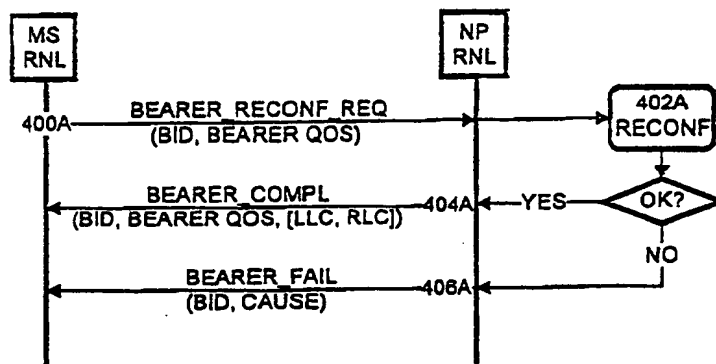 MS
RNL
NP
RNL
400A
BEARER_RECONF_REQ
(BID, BEARER QOS)
402A
RECONF
BEARER_COMPL
(BID, BEARER QOS, [LLC, RLC])
404A
YES
OK?
NO
BEARER_FAIL
(BID, CAUSE)
406A